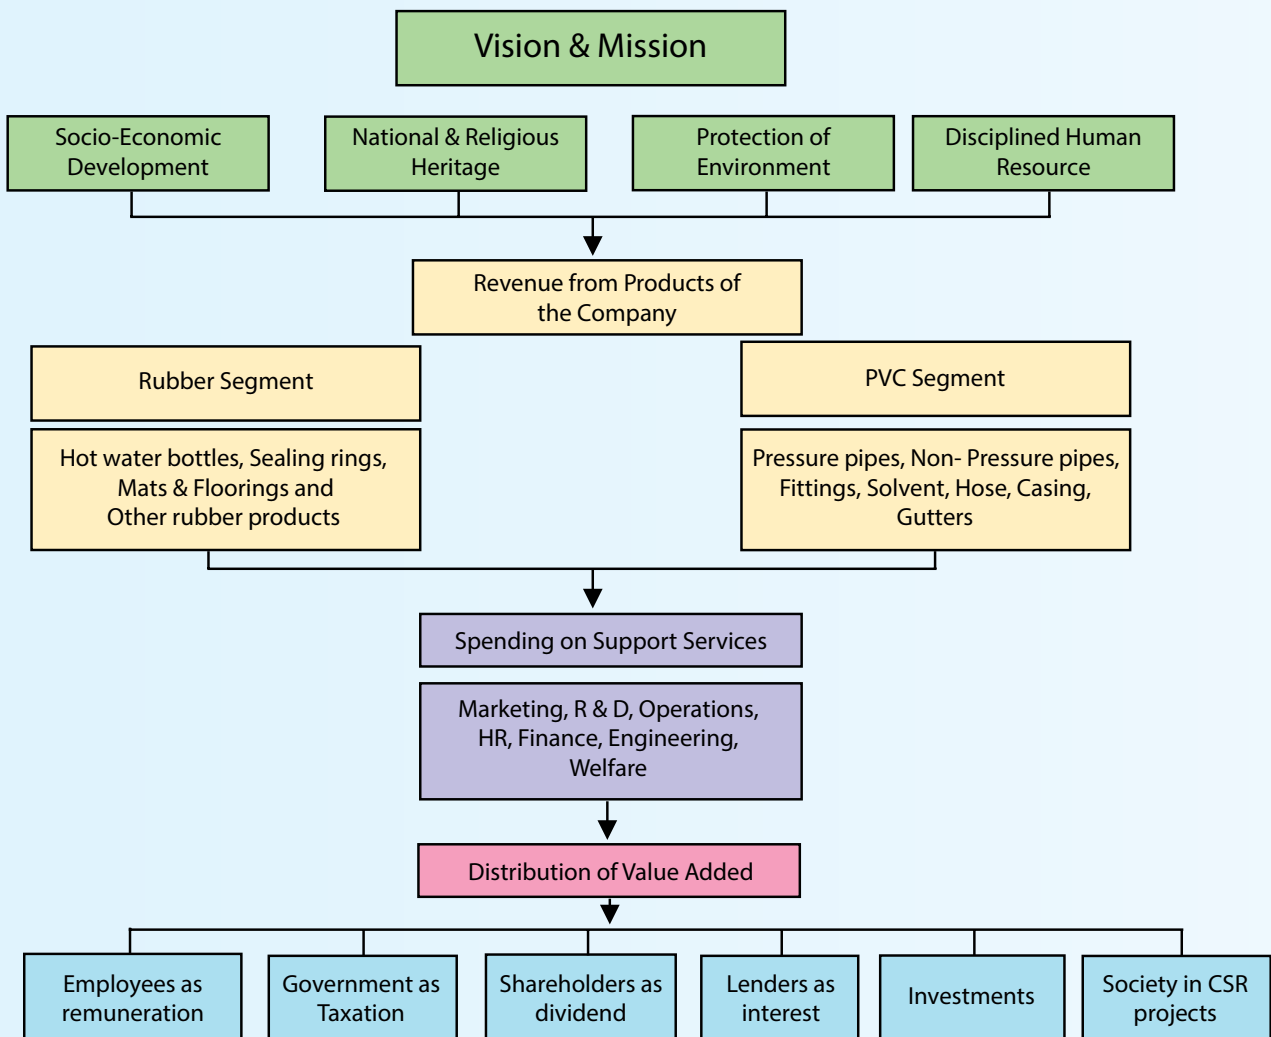 Vision & Mission
Socio-Economic
Development
National & Religious
Heritage
Protection of
Environment
Disciplined Human
Resource
Revenue from Products of
the Company
Rubber Segment
PVC Segment
Hot water bottles, Sealing rings,
Mats & Floorings and
Other rubber products
Pressure pipes, Non- Pressure pipes,
Fittings, Solvent, Hose, Casing,
Gutters
Spending on Support Services
Marketing, R & D, Operations,
HR, Finance, Engineering,
Welfare
Distribution of Value Added
Employees as
remuneration
Government as
Taxation
Shareholders as
dividend
Lenders as
interest
Investments
Society in CSR
projects